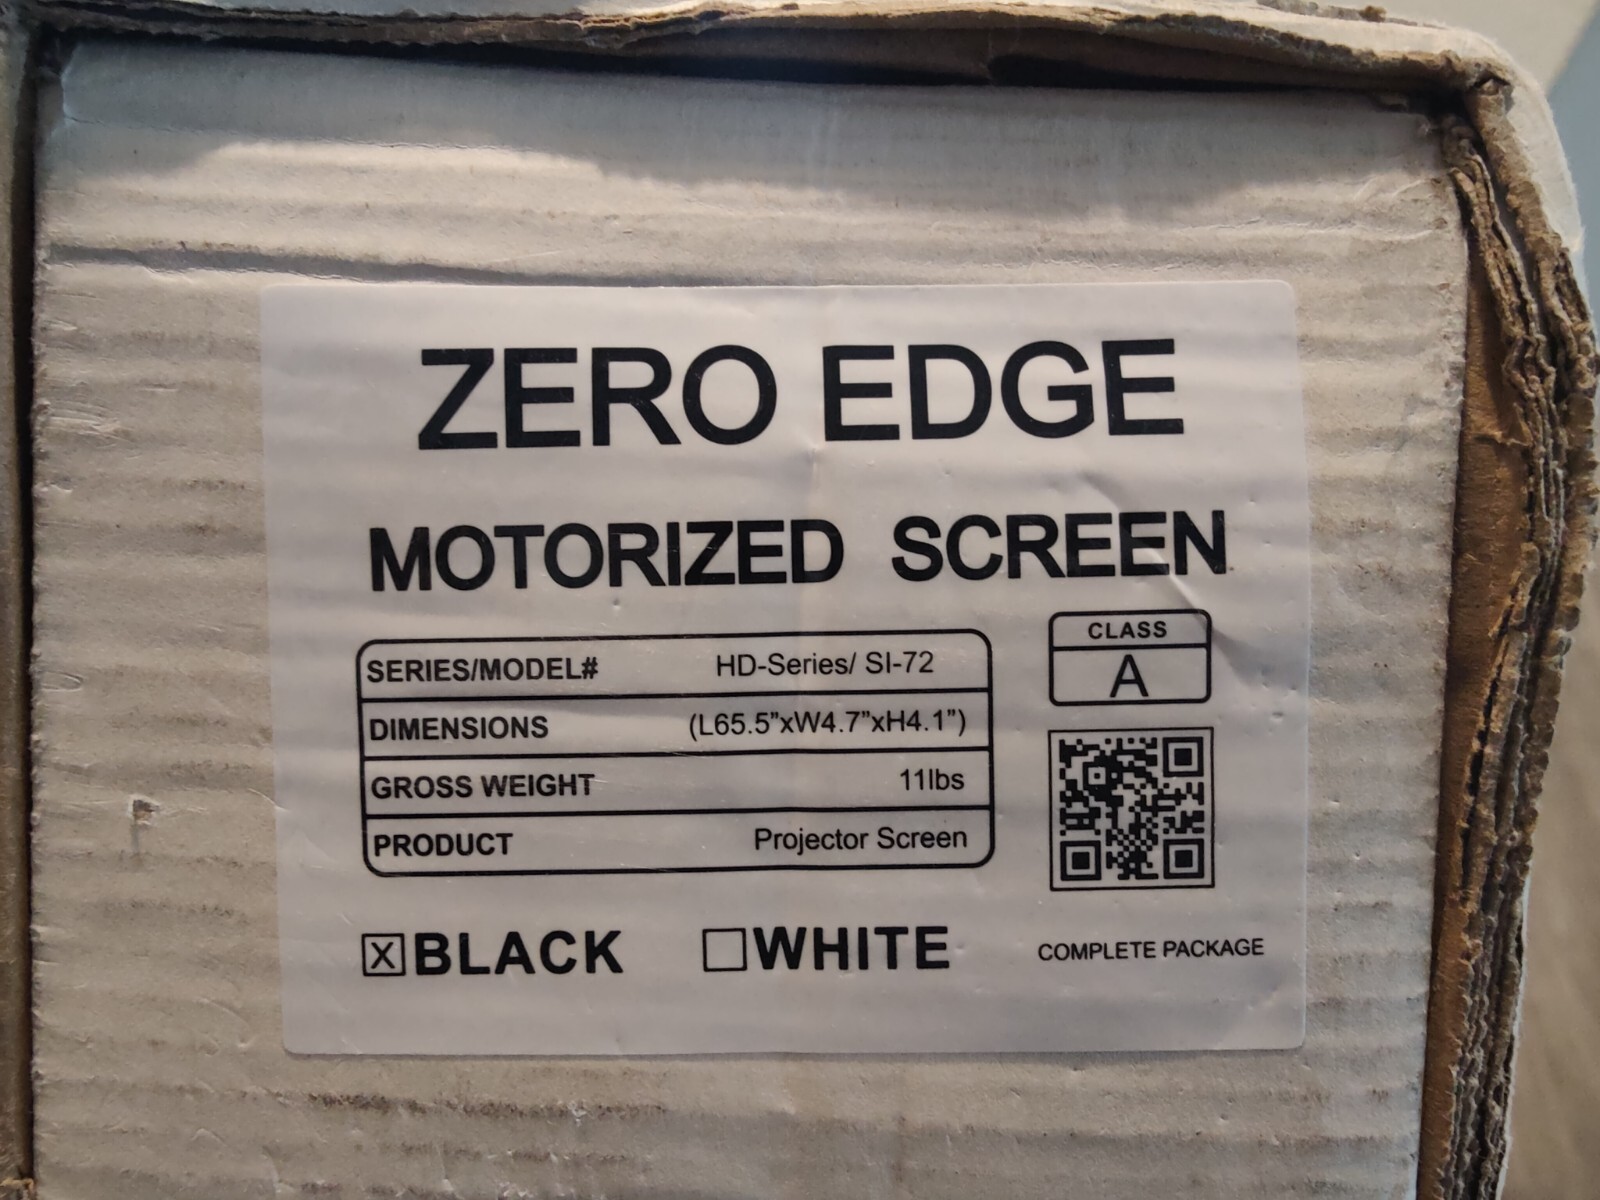 ZERO EDGE
MOTORIZED SCREEN
SERIES/MODEL# HD-Series/ SI-72
DIMENSIONS (L65.5”xW4.7”xH4.1”)
GROSS WEIGHT 11lbs
PRODUCT Projector Screen
CLASS
A
☒BLACK ☐WHITE
COMPLETE PACKAGE